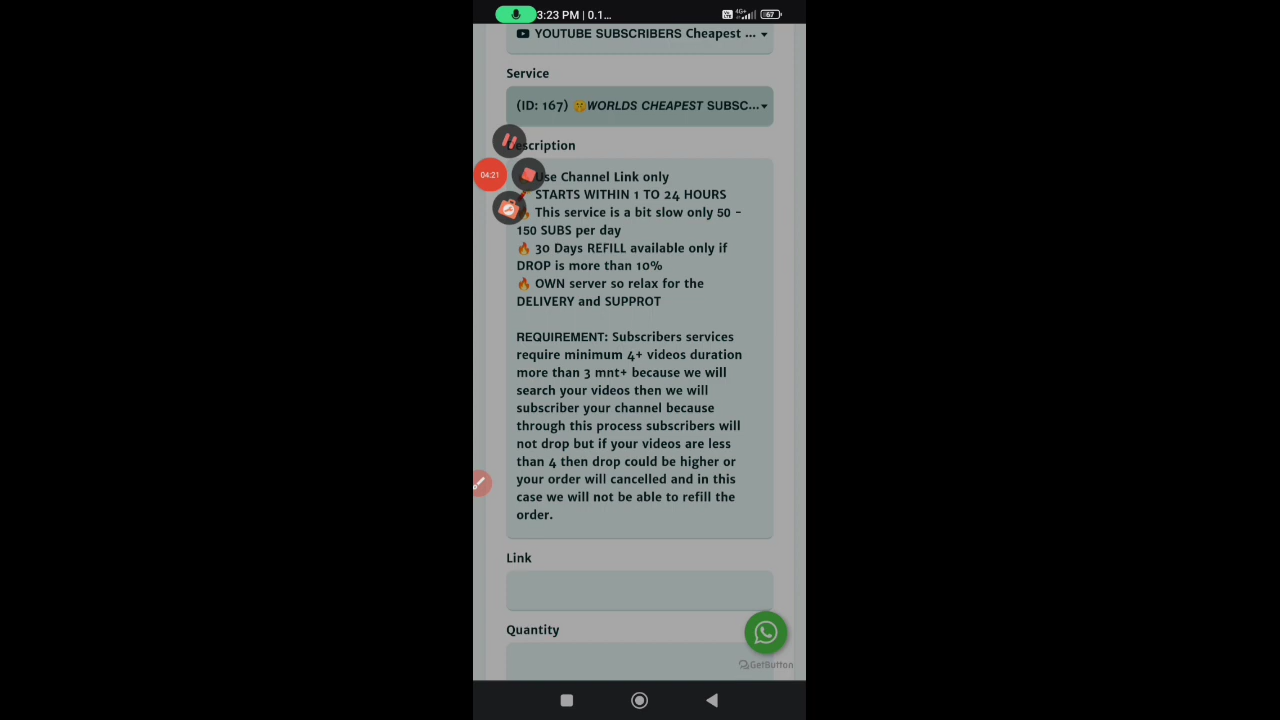 3:23 PM | 0.1...
4G+
67
YOUTUBE SUBSCRIBERS Cheapest ...
Service
(ID: 167) 🤫WORLDS CHEAPEST SUBSC...
04:21
Use Channel Link only
STARTS WITHIN 1 TO 24 HOURS
This service is a bit slow only 50 -
150 SUBS per day
🔥 30 Days REFILL available only if
DROP is more than 10%
🔥 OWN server so relax for the
DELIVERY and SUPPROT
REQUIREMENT: Subscribers services
require minimum 4+ videos duration
more than 3 mnt+ because we will
search your videos then we will
subscriber your channel because
through this process subscribers will
not drop but if your videos are less
than 4 then drop could be higher or
your order will cancelled and in this
case we will not be able to refill the
order.
Link
Quantity
GetButton